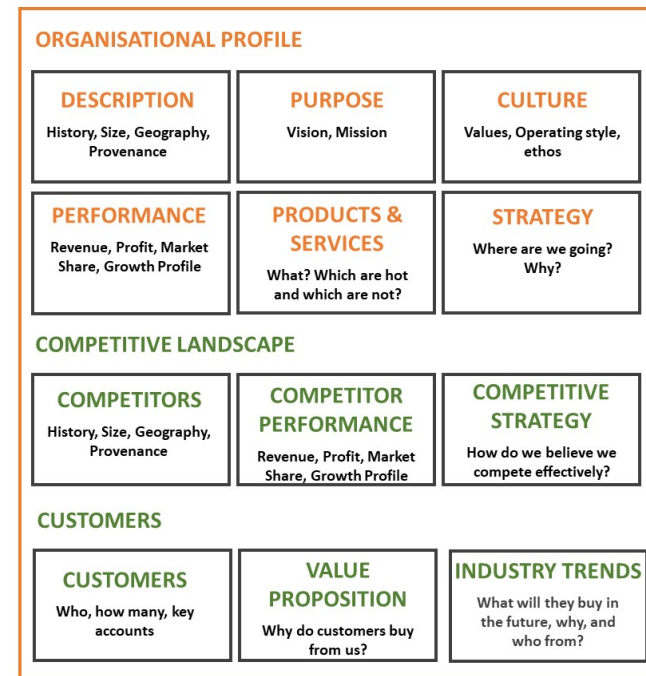 ORGANISATIONAL PROFILE
DESCRIPTION
History, Size, Geography,
Provenance
PURPOSE
Vision, Mission
CULTURE
Values, Operating style,
ethos
PERFORMANCE
Revenue, Profit, Market
Share, Growth Profile
PRODUCTS &
SERVICES
What? Which are hot
and which are not?
STRATEGY
Where are we going?
Why?
COMPETITIVE LANDSCAPE
COMPETITORS
History, Size, Geography,
Provenance
COMPETITOR
PERFORMANCE
Revenue, Profit, Market
Share, Growth Profile
COMPETITIVE
STRATEGY
How do we believe we
compete effectively?
CUSTOMERS
CUSTOMERS
Who, how many, key
accounts
VALUE
PROPOSITION
Why do customers buy
from us?
INDUSTRY TRENDS
What will they buy in
the future, why, and
who from?